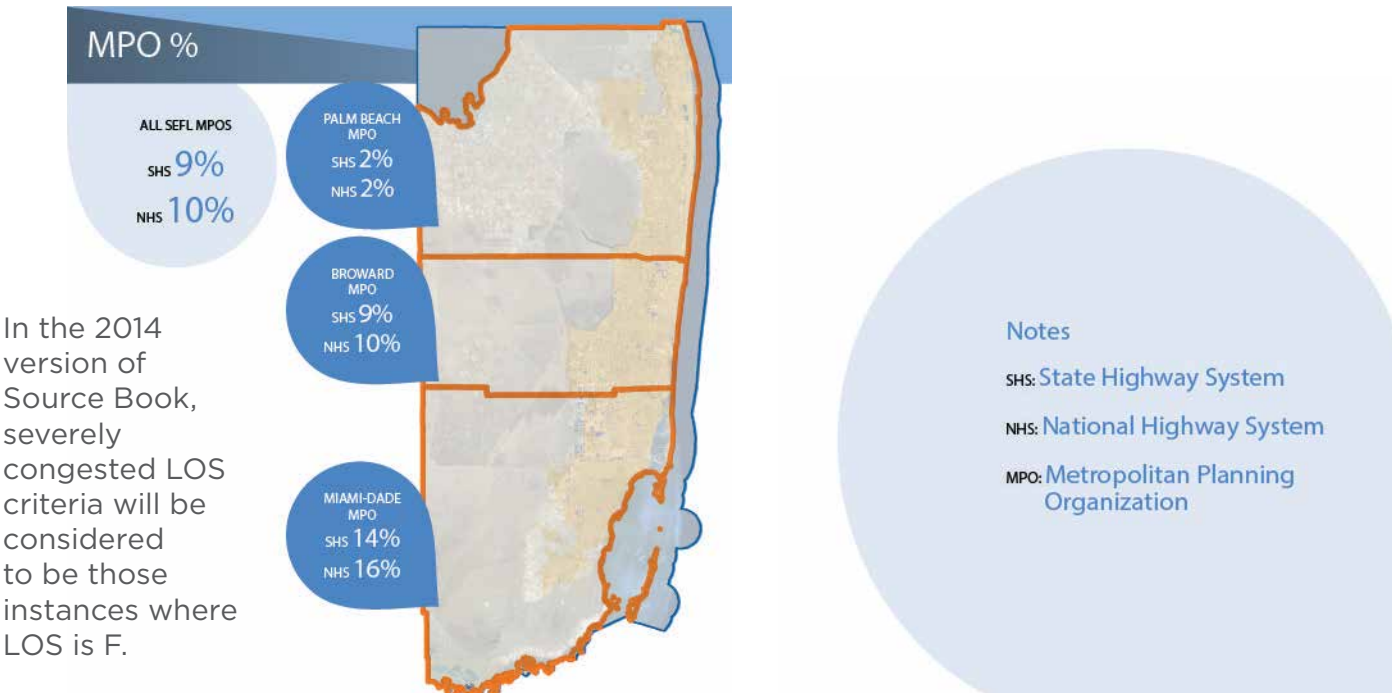 MPO %
ALL SEFL MPOS
SHS 9%
NHS 10%
PALM BEACH
MPO
SHS 2%
NHS 2%
BROWARD
MPO
SHS 9%
NHS 10%
MIAMI-DADE
MPO
SHS 14%
NHS 16%
In the 2014
version of
Source Book,
severely
congested LOS
criteria will be
considered
to be those
instances where
LOS is F.
Notes
SHS: State Highway System
NHS: National Highway System
MPO: Metropolitan Planning
Organization